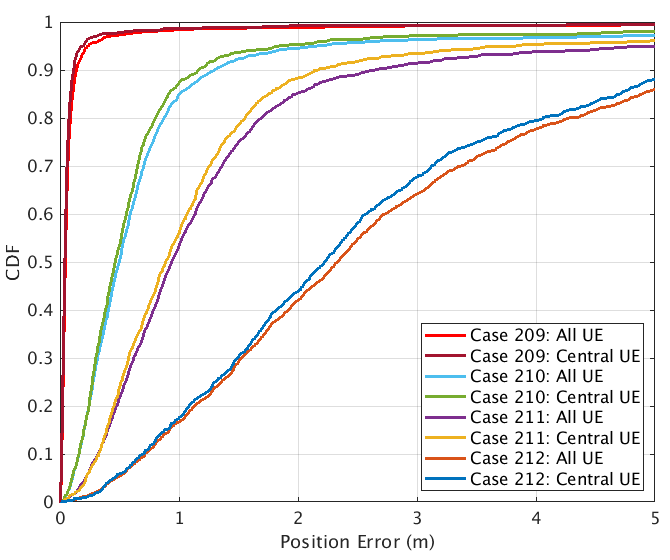 1
0.9
0.8
0.7
0.6
0.5
0.4
0.3
0.2
0.1
0
CDF
Case 209: All UE
Case 209: Central UE
Case 210: All UE
Case 210: Central UE
Case 211: All UE
Case 211: Central UE
Case 212: All UE
Case 212: Central UE
0 1 2 3 4 5
Position Error (m)